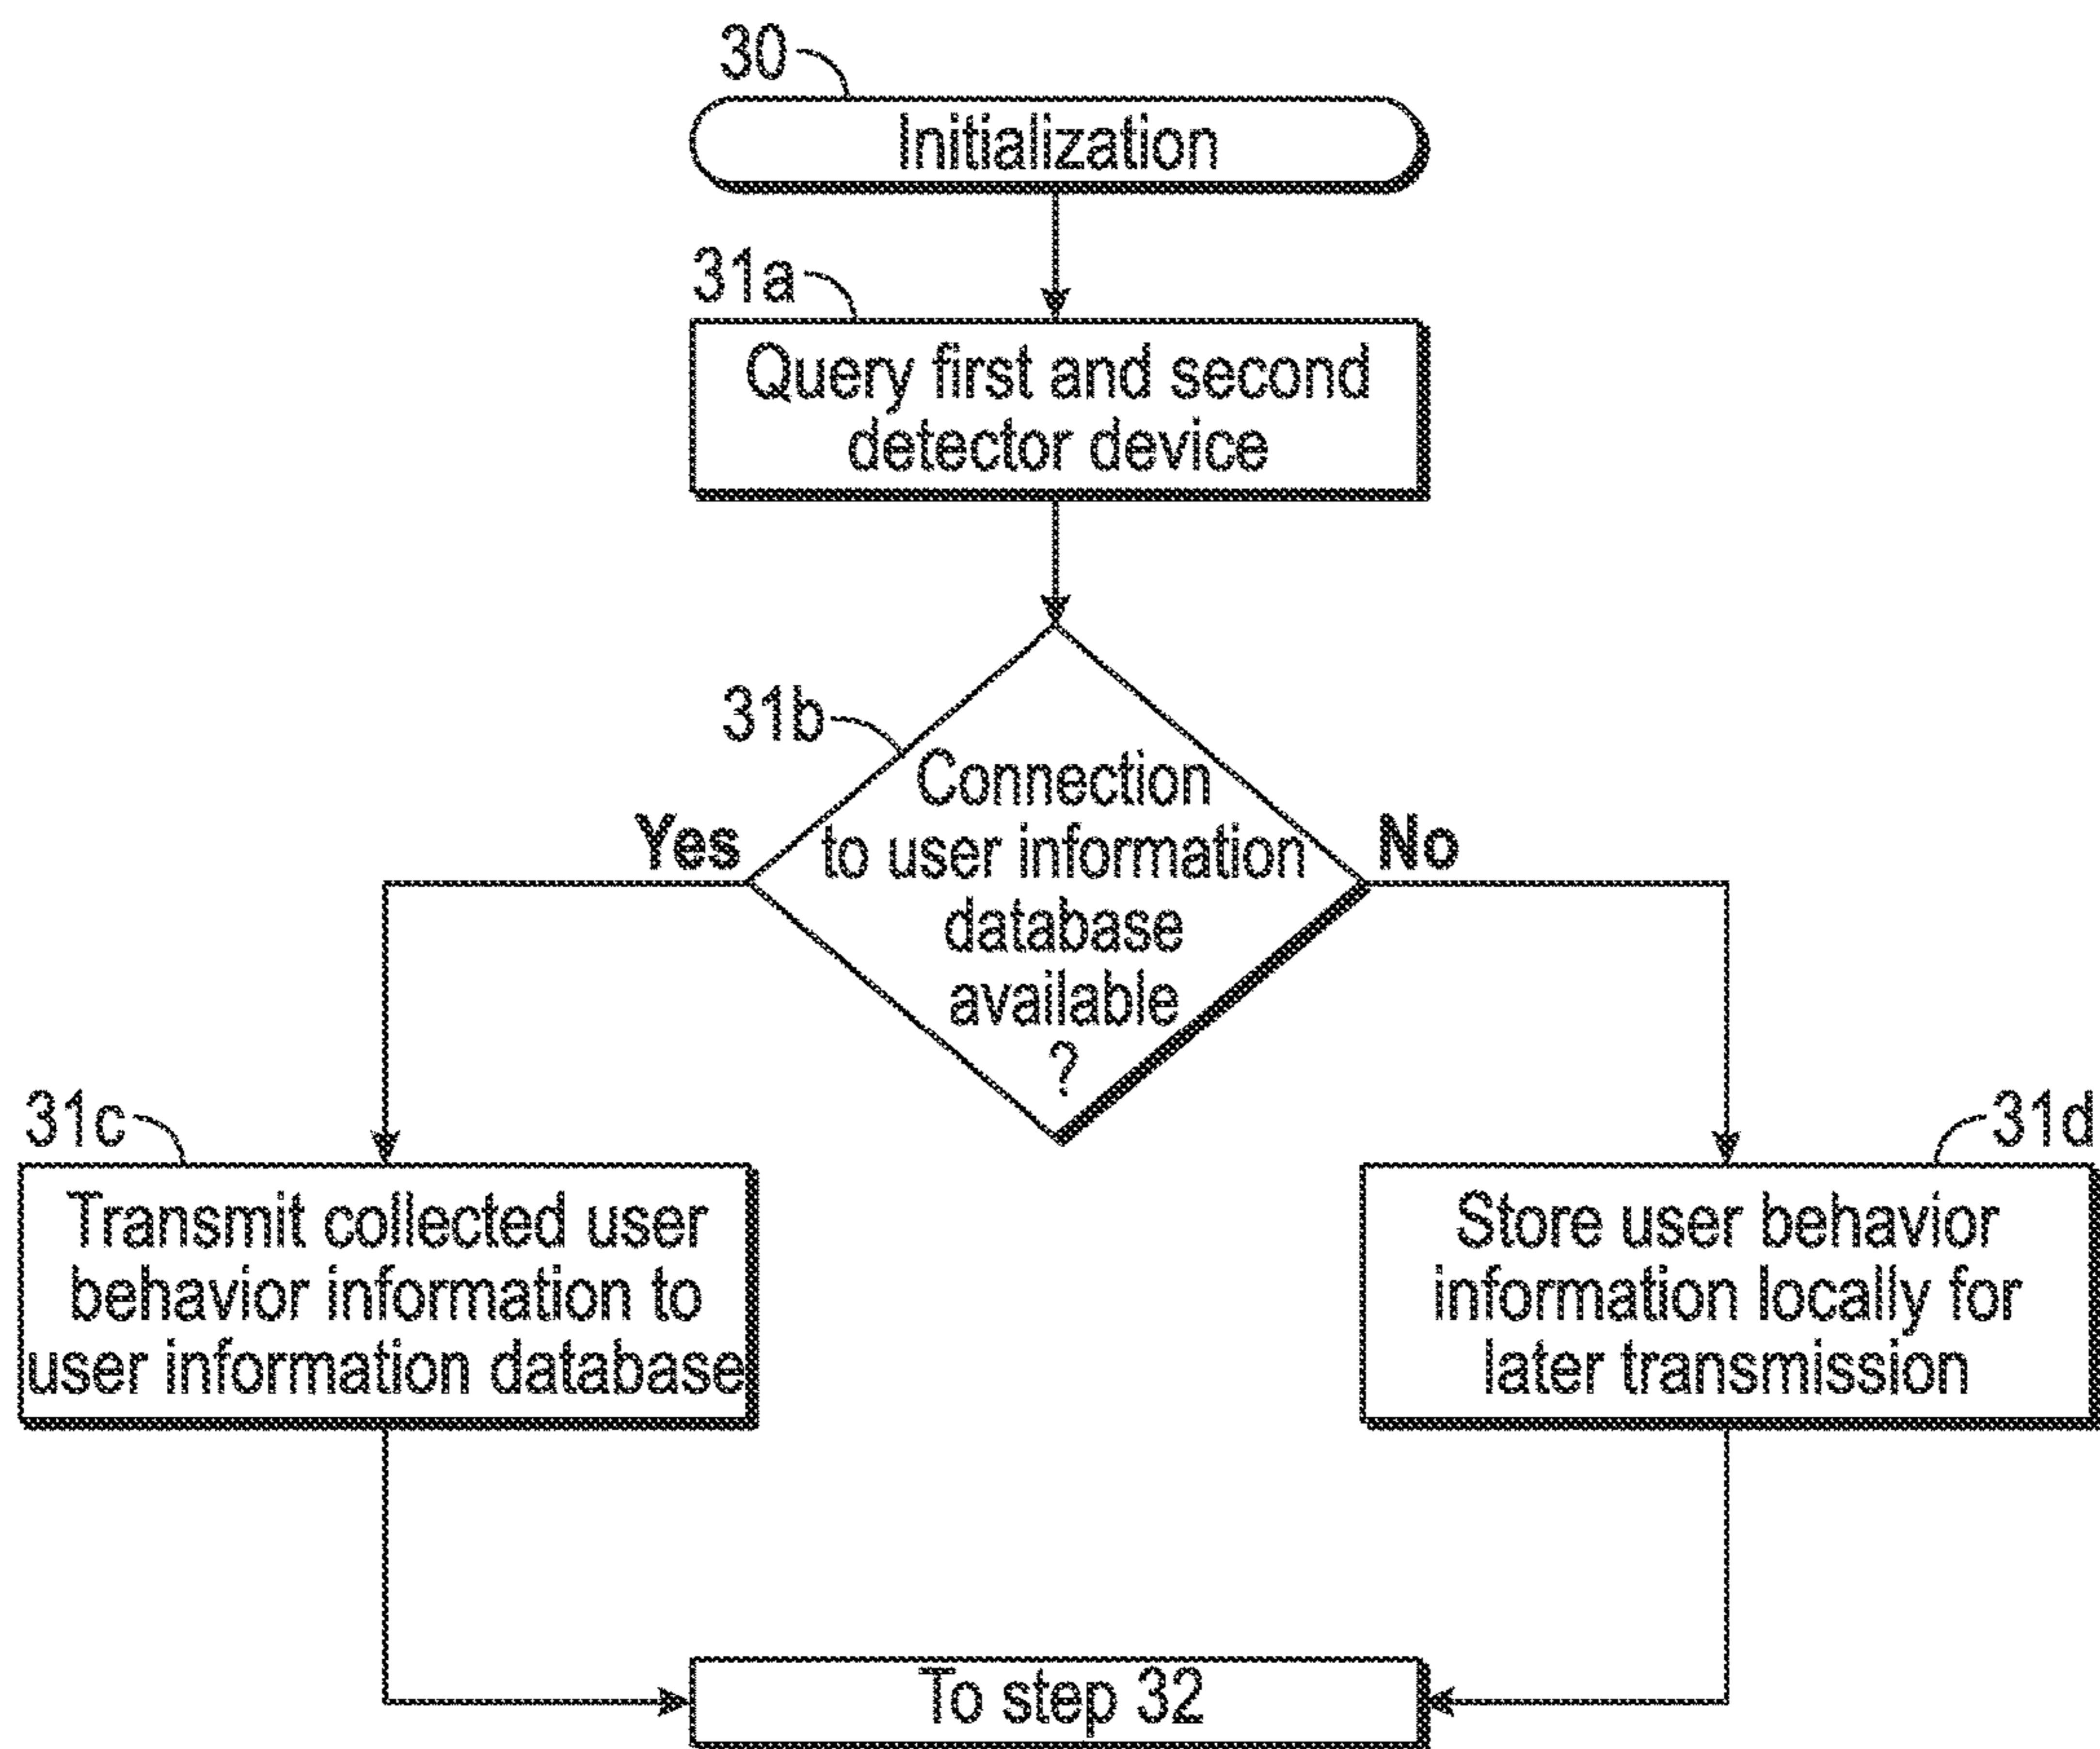 30
Initialization
31a
Query first and second
detector device
31b
Connection
to user information
database
available
?
Yes
No
31c
Transmit collected user
behavior information to
user information database
31d
Store user behavior
information locally for
later transmission
To step 32